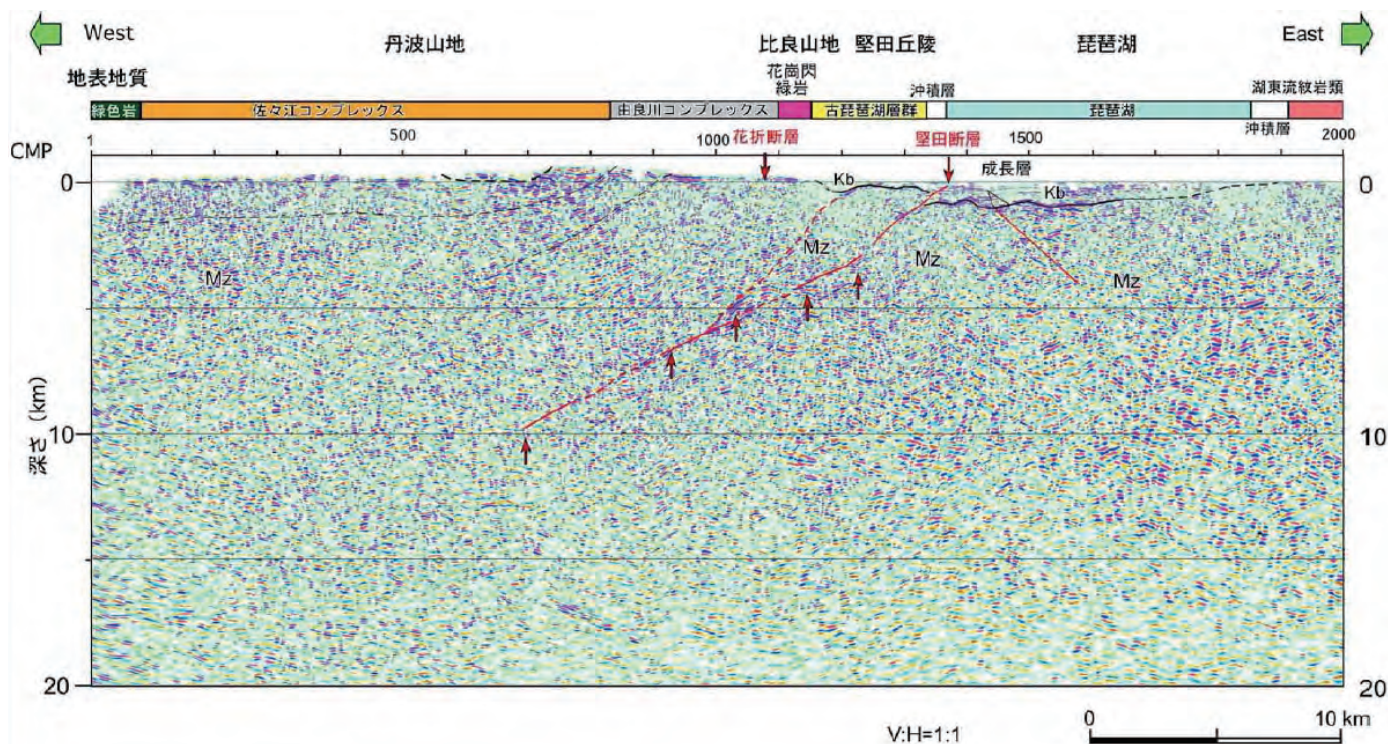 West
丹波山地
比良山地
堅田丘陵
琵琶湖
East
地表地質
花崗閃
緑岩
沖積層
湖東流紋岩類
緑色岩
佐々江コンプレックス
由良川コンプレックス
古琵琶湖層群
琵琶湖
沖積層
CMP
1
500
1000
花折断層
堅田断層
1500
2000
成長層
0
Kb
Kb
0
Mz
Mz
Mz
Mz
深さ (km)
10
10
20
20
V:H=1:1
0
10 km